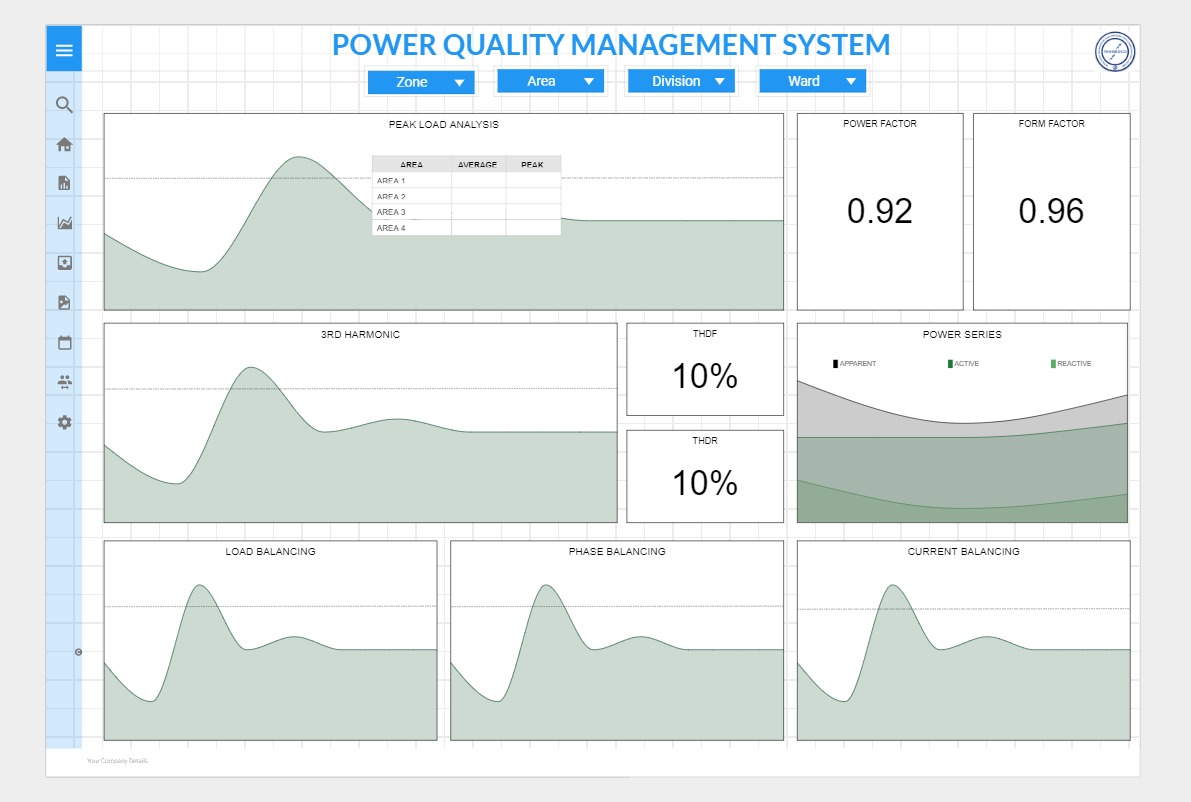 POWER QUALITY MANAGEMENT SYSTEM
Zone
Area
Division
Ward
PEAK LOAD ANALYSIS
AREA AVERAGE PEAK
AREA 1
AREA 2
AREA 3
AREA 4
POWER FACTOR
0.92
FORM FACTOR
0.96
3RD HARMONIC
THDF
10%
THDR
10%
POWER SERIES
APPARENT ACTIVE REACTIVE
LOAD BALANCING
PHASE BALANCING
CURRENT BALANCING
Your Company Details